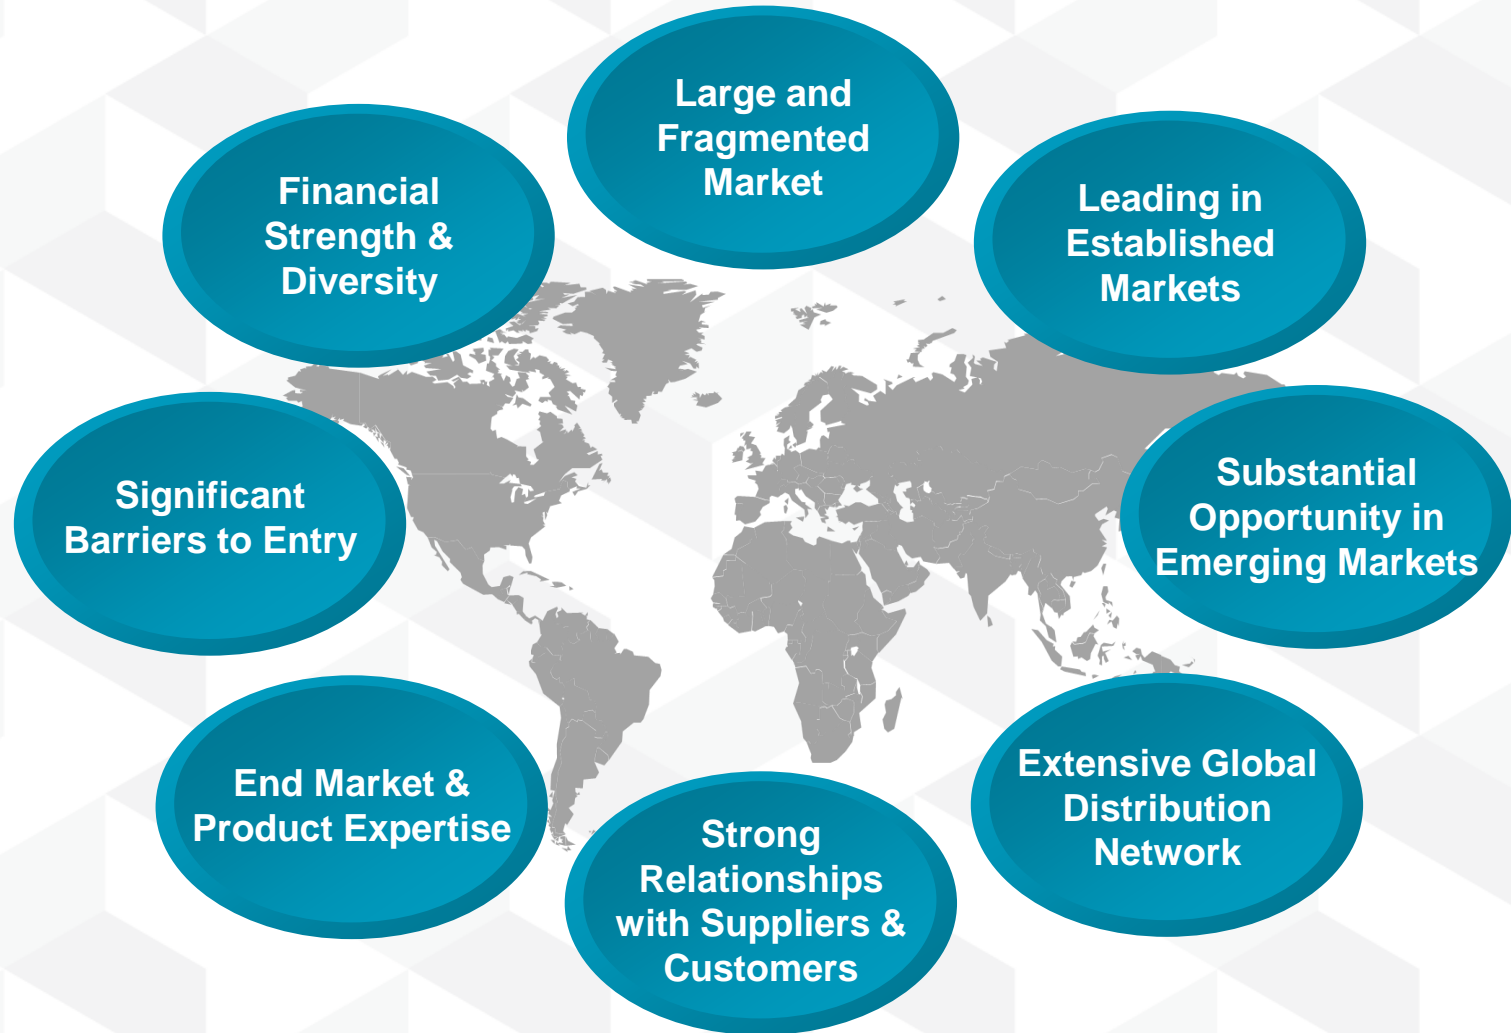 Large and
Fragmented
Market
Financial
Strength &
Diversity
Leading in
Established
Markets
Significant
Barriers to Entry
Substantial
Opportunity in
Emerging Markets
End Market &
Product Expertise
Extensive Global
Distribution
Network
Strong
Relationships
with Suppliers &
Customers